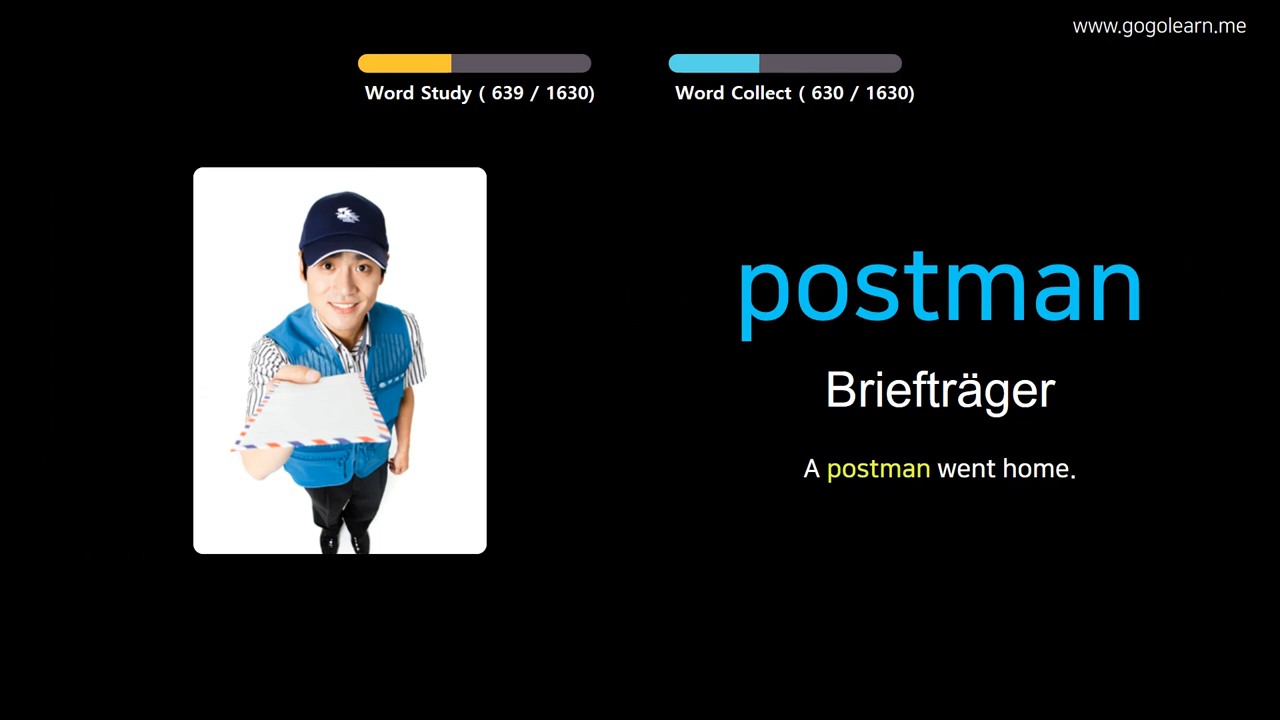 www.gogolearn.me
Word Study ( 639 / 1630)
Word Collect ( 630 / 1630)
postman
Briefträger
A postman went home.